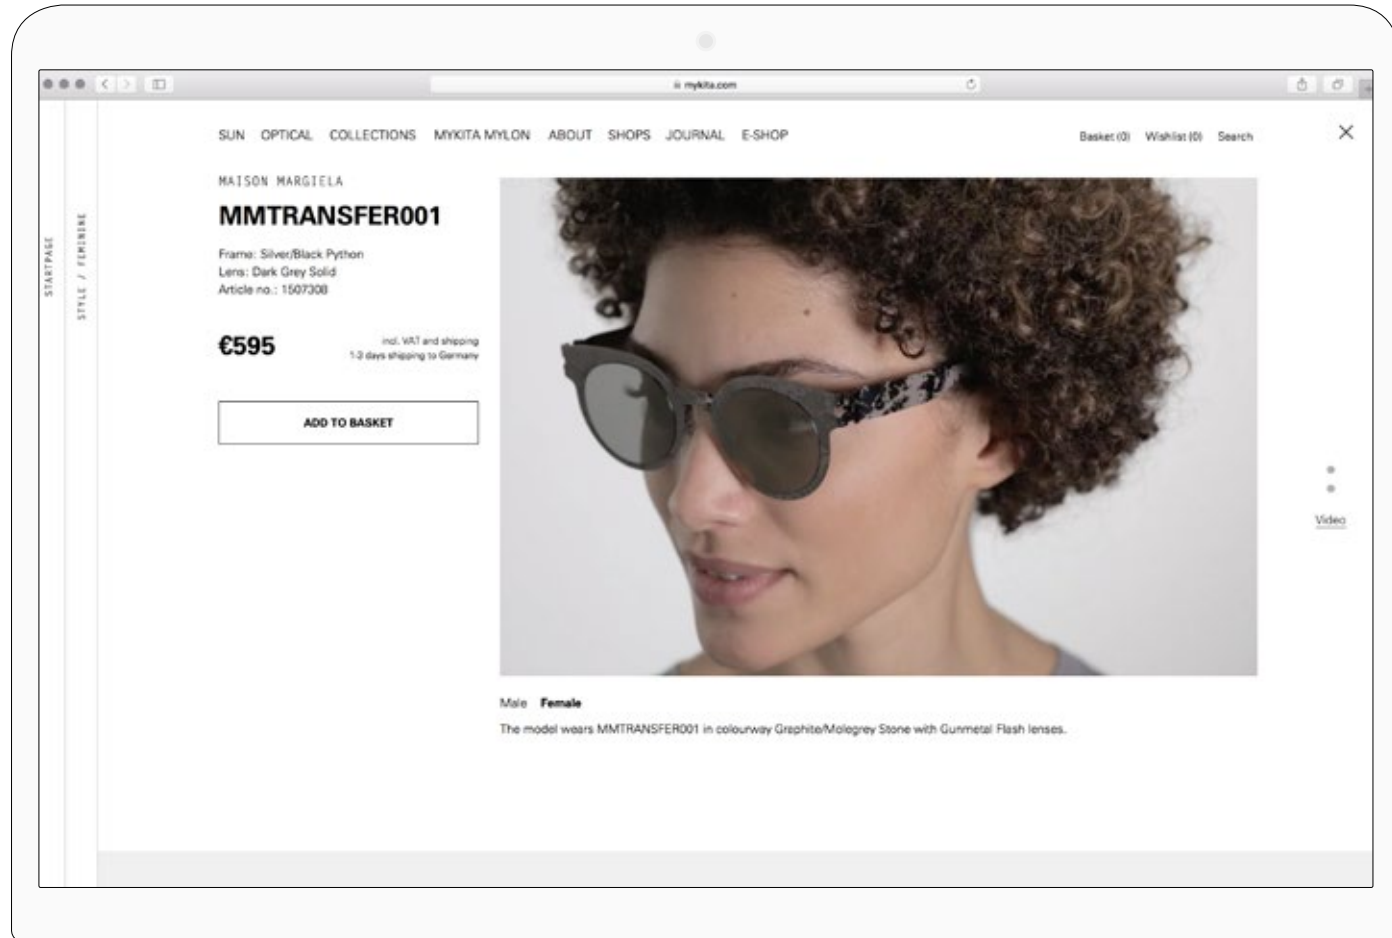 mykita.com
SUN OPTICAL COLLECTIONS MYKITA MYLON ABOUT SHOPS JOURNAL E-SHOP
Basket (0) Wishlist (0) Search
STARTPAGE
STYLE / FEMININE
MAISON MARGIELA
MMTRANSFER001
Frame: Silver/Black Python
Lens: Dark Grey Solid
Article no.: 1507308
€595
incl. VAT and shipping
1-3 days shipping to Germany
ADD TO BASKET
Video
Male Female
The model wears MMTRANSFER001 in colourway Graphite/Molegrey Stone with Gunmetal Flash lenses.